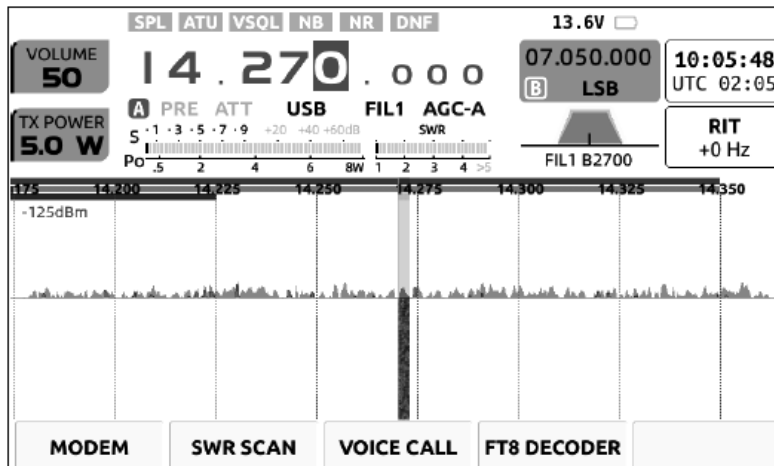 SPL ATU VSQL NB NR DNF 13.6V
VOLUME
50
14.270.000
07.050.000
B LSB
10:05:48
UTC 02:05
A PRE ATT USB FIL1 AGC-A
TX POWER
5.0 W
S ·1 ·3 ·5 ·7 ·9 +20 +40 +60dB SWR
Po .5 2 4 6 8W 1 2 3 4 >5
FIL1 B2700
RIT
+0 Hz
175 14.200 14.225 14.250 14.275 14.300 14.325 14.350
-125dBm
MODEM SWR SCAN VOICE CALL FT8 DECODER